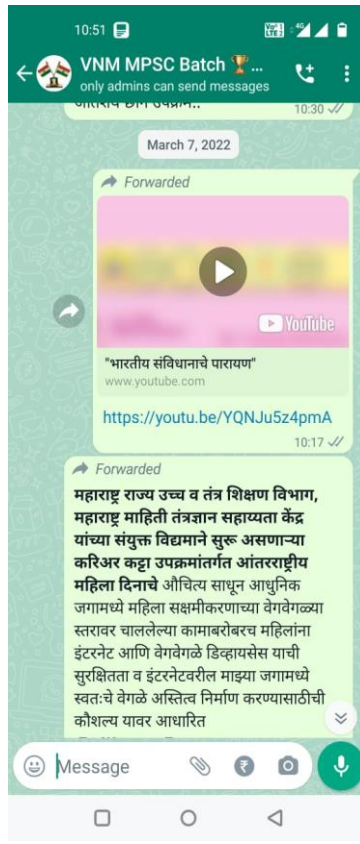 10:51
VNM MPSC Batch 🏆...
only admins can send messages
10:30
March 7, 2022
Forwarded
YouTube
"भारतीय संविधानाचे पारायण"
www.youtube.com
https://youtu.be/YQNJu5z4pmA
10:17
Forwarded
महाराष्ट्र राज्य उच्च व तंत्र शिक्षण विभाग,
महाराष्ट्र माहिती तंत्रज्ञान सहाय्यता केंद्र
यांच्या संयुक्त विद्यमाने सुरू असणाऱ्या
करिअर कट्टा उपक्रमांतर्गत आंतरराष्ट्रीय
महिला दिनाचे औचित्य साधून आधुनिक
जगामध्ये महिला सक्षमीकरणाच्या वेगवेगळ्या
स्तरावर चाललेल्या कामाबरोबरच महिलांना
इंटरनेट आणि वेगवेगळे डिव्हायसेस याची
सुरक्षितता व इंटरनेटवरील माझ्या जगामध्ये
स्वतःचे वेगळे अस्तित्व निर्माण करण्यासाठीची
कौशल्य यावर आधारित
Message